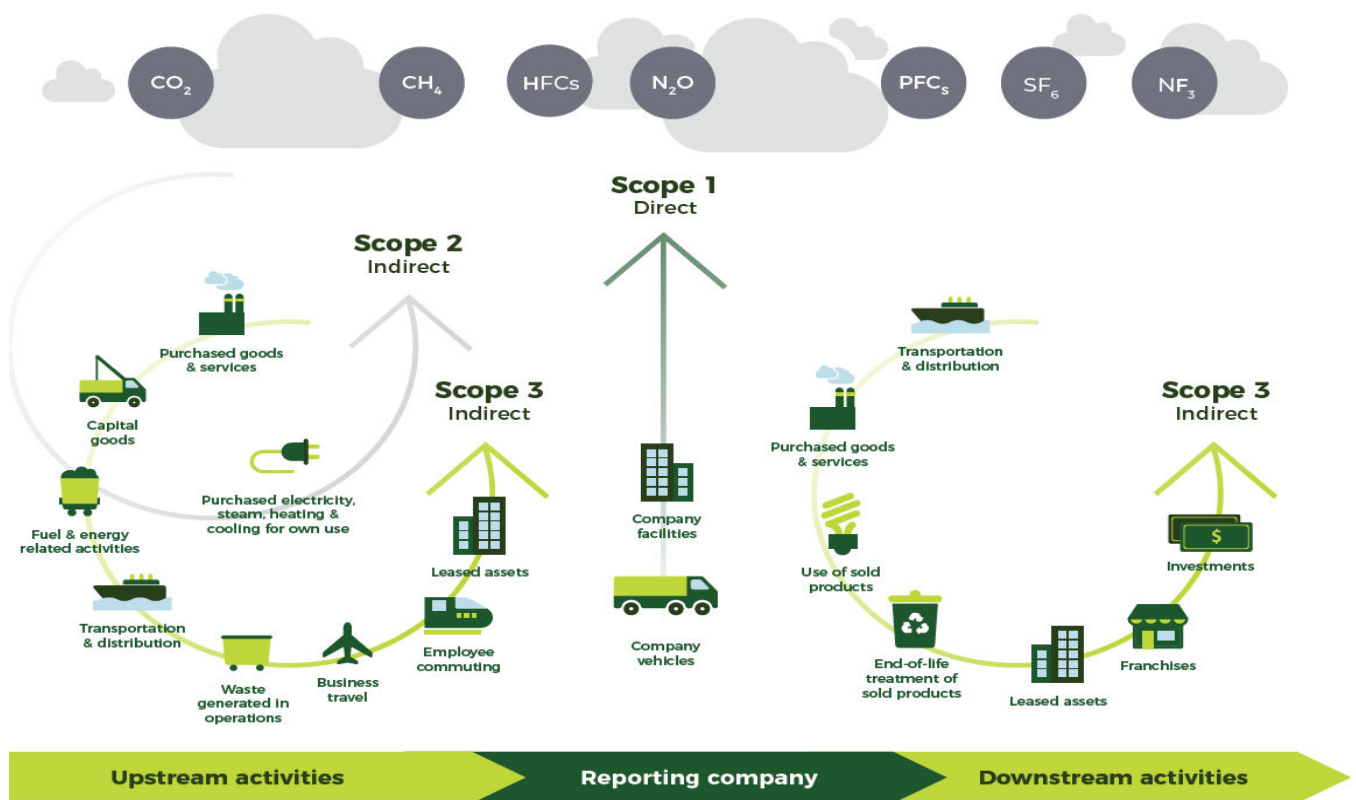 CO₂
CH₄
HFCs
N₂O
PFCs
SF₆
NF₃
Scope 1
Direct
Scope 2
Indirect
Purchased goods
& services
Capital
goods
Fuel & energy
related activities
Purchased electricity,
steam, heating &
cooling for own use
Transportation
& distribution
Waste
generated in
operations
Business
travel
Employee
commuting
Leased assets
Scope 3
Indirect
Company
facilities
Company
vehicles
Transportation
& distribution
Purchased goods
& services
Use of sold
products
End-of-life
treatment of
sold products
Leased assets
Franchises
$
Investments
Scope 3
Indirect
Upstream activities
Reporting company
Downstream activities